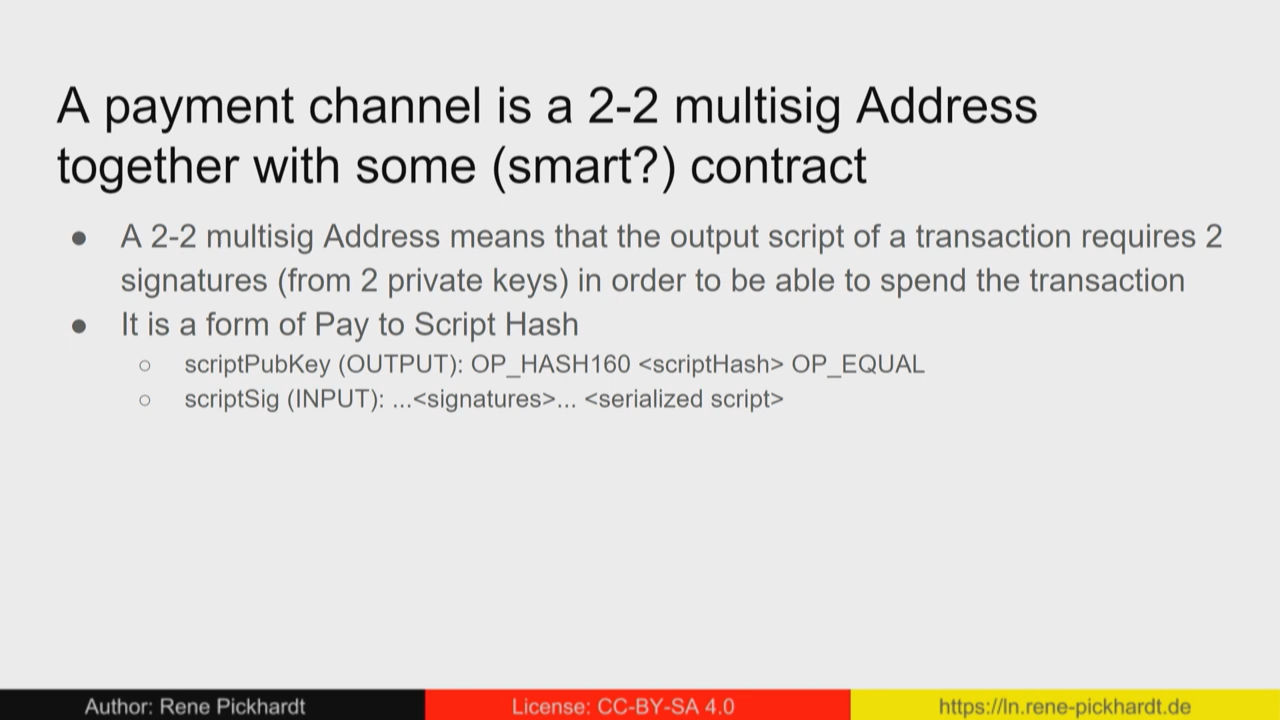 A payment channel is a 2-2 multisig Address
together with some (smart?) contract
● A 2-2 multisig Address means that the output script of a transaction requires 2
signatures (from 2 private keys) in order to be able to spend the transaction
● It is a form of Pay to Script Hash
○ scriptPubKey (OUTPUT): OP_HASH160 <scriptHash> OP_EQUAL
○ scriptSig (INPUT): ...<signatures>... <serialized script>
Author: Rene Pickhardt License: CC-BY-SA 4.0 https://ln.rene-pickhardt.de